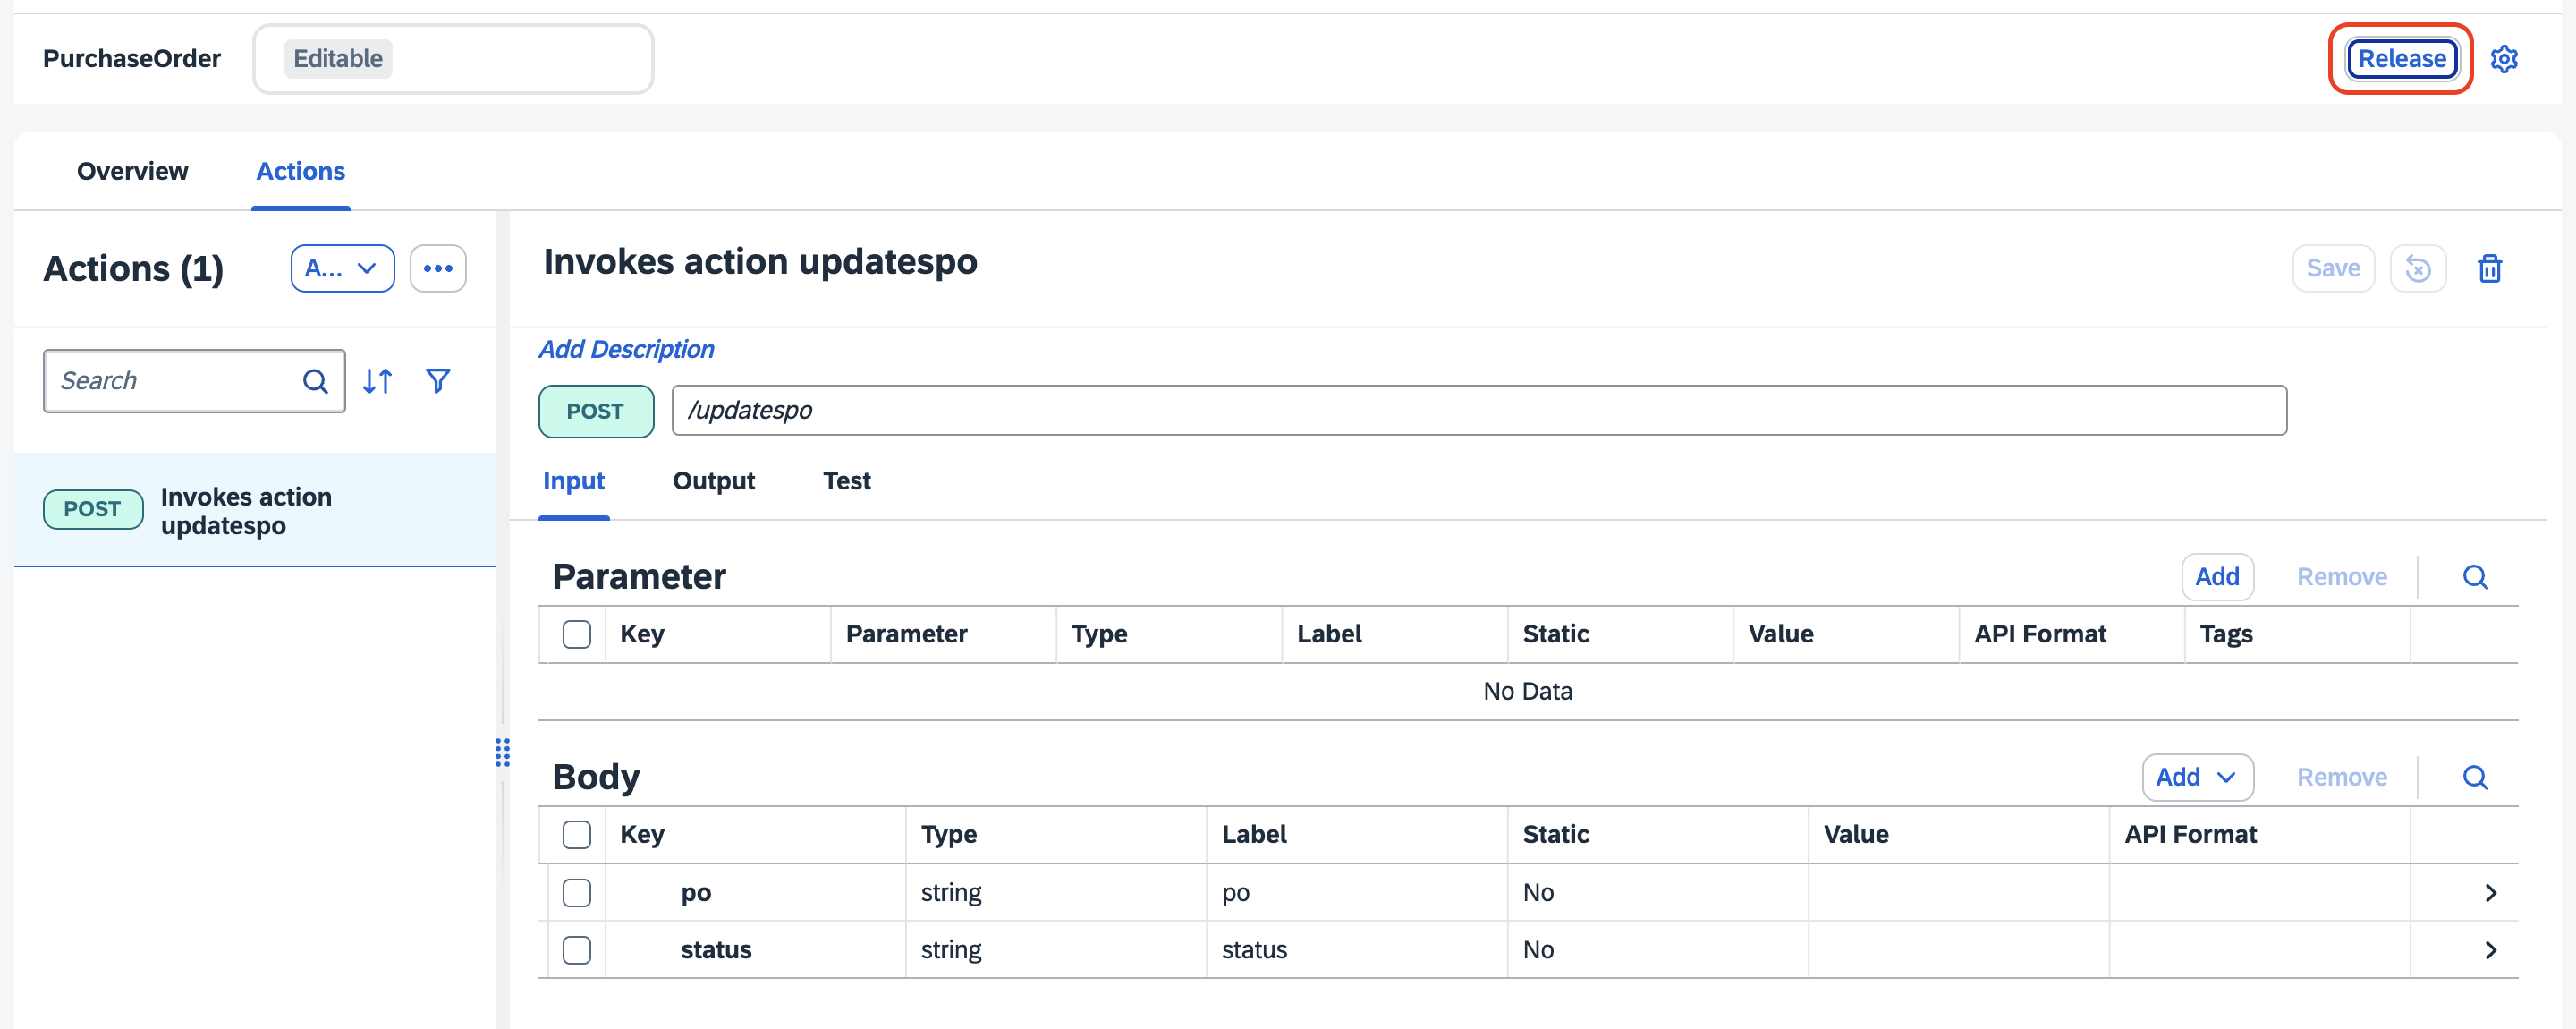 PurchaseOrder Editable Release
Overview Actions
Actions (1) A...
Search
POST Invokes action
updatespo
Invokes action updatespo Save
Add Description
POST /updatespo
Input Output Test
Parameter Add Remove
Key Parameter Type Label Static Value API Format Tags
No Data
Body Add Remove
Key Type Label Static Value API Format
po string po No
status string status No